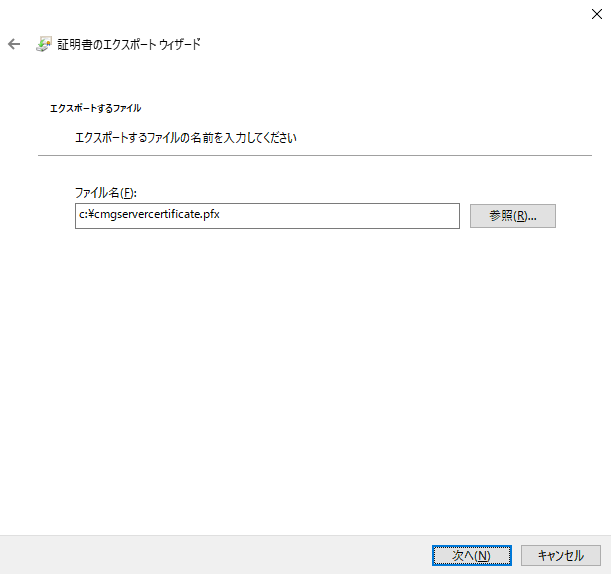 証明書のエクスポート ウィザード
エクスポートするファイル
エクスポートするファイルの名前を入力してください
ファイル名(F):
c:¥cmgservercertificate.pfx
参照(R)...
次へ(N)
キャンセル